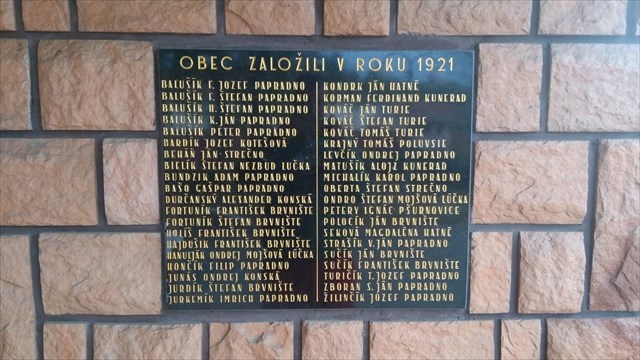 OBEC ZALOŽILI V ROKU 1921
BALUŠÍK F. JOZEF PAPRADNO
BALUŠÍK F. ŠTEFAN PAPRADNO
BALUŠÍK H. ŠTEFAN PAPRADNO
BALUŠÍK K. JÁN PAPRADNO
BALUŠÍK PETER PAPRADNO
BARDÍK JOZEF KOTEŠOVÁ
BEHÁŇ JÁN STREČNO
BIELIK ŠTEFAN NEZBUD LÚČKA
BUNDZIK ADAM PAPRADNO
BAŠO GAŠPAR PAPRADNO
ĎURČANSKÝ ALEXANDER KONSKÁ
FORTUNÍK FRANTIŠEK BRVNIŠTE
FORTUNÍK ŠTEFAN BRVNIŠTE
HOLIŠ FRANTIŠEK BRVNIŠTE
HAJDUŠIK FRANTIŠEK BRVNIŠTE
HANULJAK ONDREJ MOJŠOVÁ LÚČKA
HONČÍK FILIP PAPRADNO
JUNAS ONDREJ KONSKÁ
JURDÍK ŠTEFAN BRVNIŠTE
JURKEMÍK IMRICH PAPRADNO
KONDRK JÁN HATNÉ
KORMAN FERDINAND KUNERAD
KOVÁČ JÁN TURIE
KOVÁČ ŠTEFAN TURIE
KOVÁČ TOMÁŠ TURIE
KRAJNÝ TOMÁŠ POLUVSIE
LEVČÍK ONDREJ PAPRADNO
MATUŠIK ALOJZ KUNERAD
MICHALÍK KAROL PAPRADNO
OBERTA ŠTEFAN STREČNO
ONDRO ŠTEFAN MOJŠOVÁ LÚČKA
PETERY IGNÁC PŠURNOVICE
POLOČÍK JÁN BRVNIŠTE
SEKOVÁ MAGDALÉNA HATNÉ
STRAŠÍK V. JÁN PAPRADNO
SUČÍK JÁN BRVNIŠTE
SUČÍK FRANTIŠEK BRVNIŠTE
TURIČÍK T. JOZEF PAPRADNO
ZBORAN S. JÁN PAPRADNO
ŽILINČÍK JÓZEF PAPRADNO